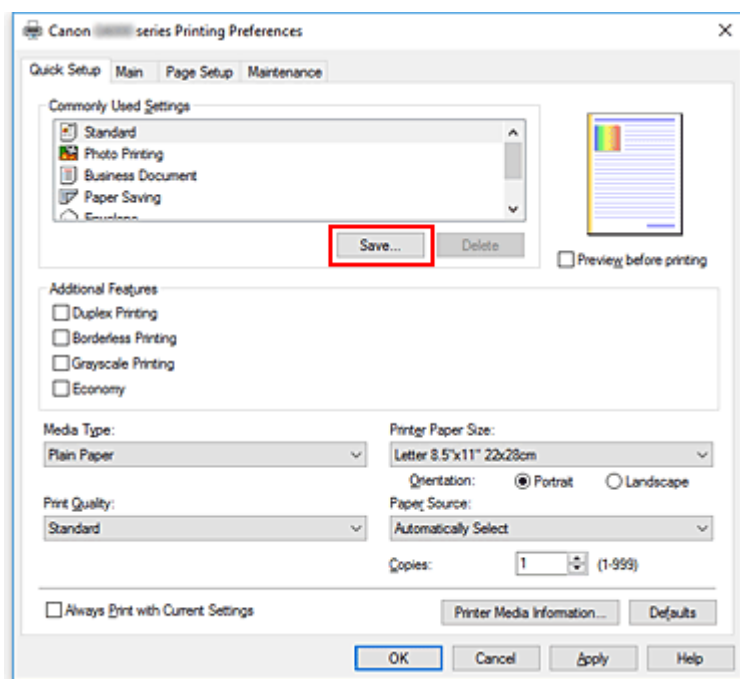 Canon series Printing Preferences
Quick Setup Main Page Setup Maintenance
Commonly Used Settings
Standard
Photo Printing
Business Document
Paper Saving
Envelope
Save... Delete
Preview before printing
Additional Features
Duplex Printing
Borderless Printing
Grayscale Printing
Economy
Media Type:
Plain Paper
Printer Paper Size:
Letter 8.5"x11" 22x28cm
Orientation: Portrait Landscape
Print Quality:
Standard
Paper Source:
Automatically Select
Copies: 1 (1-999)
Always Print with Current Settings
Printer Media Information... Defaults
OK Cancel Apply Help